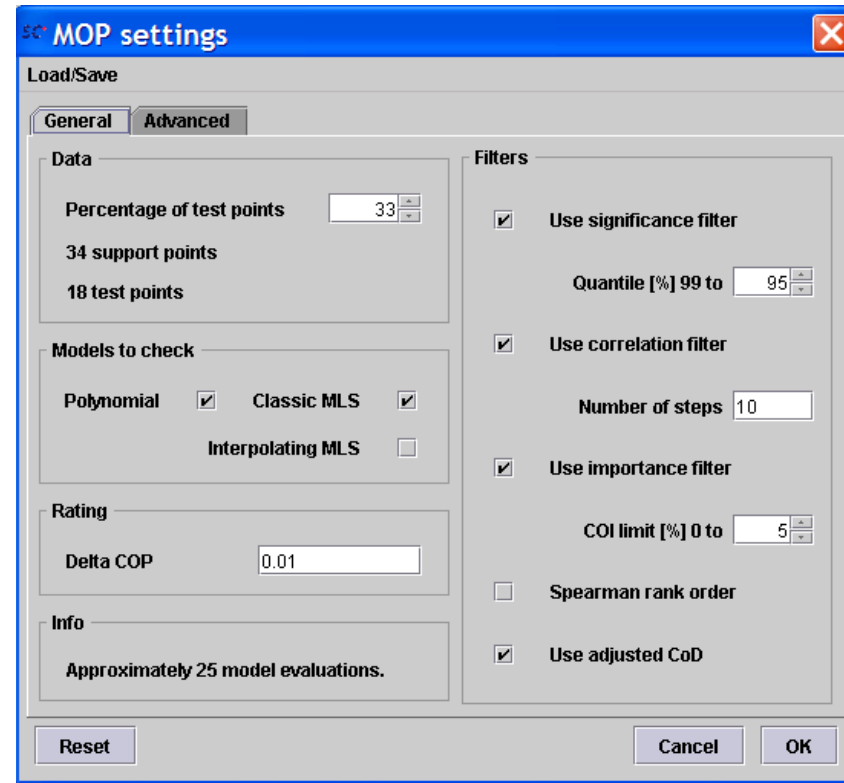 SC MOP settings
Load/Save
General Advanced
Data
Percentage of test points 33
34 support points
18 test points
Models to check
Polynomial Classic MLS
Interpolating MLS
Rating
Delta COP 0.01
Info
Approximately 25 model evaluations.
Filters
Use significance filter
Quantile [%] 99 to 95
Use correlation filter
Number of steps 10
Use importance filter
COI limit [%] 0 to 5
Spearman rank order
Use adjusted CoD
Reset Cancel OK